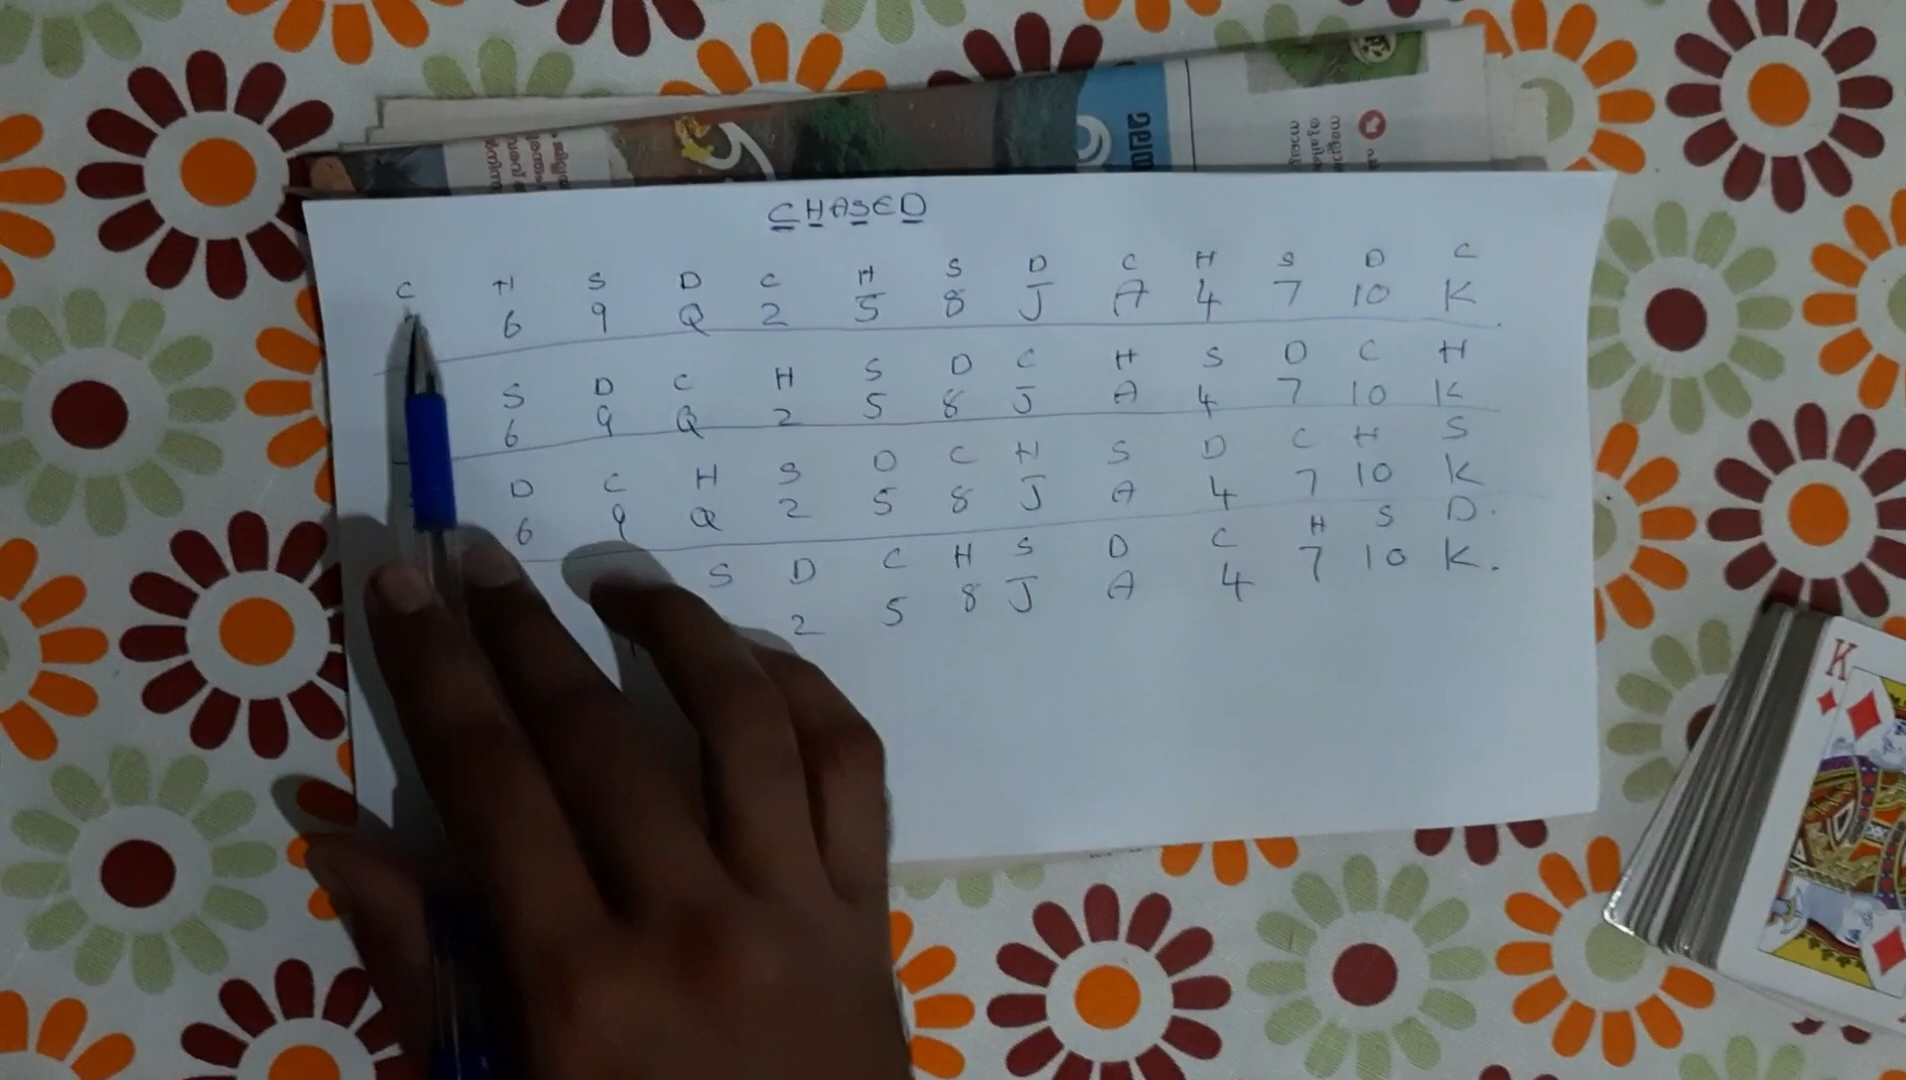 CHASED
C H S D C H S D C H S D C
6 9 Q 2 5 8 J A 4 7 10 K
S D C H S D C H S D C H
6 9 Q 2 5 8 J A 4 7 10 K
D C H S D C H S D C H S
6 9 Q 2 5 8 J A 4 7 10 K
S D C H S D C H S D.
2 5 8 J A 4 7 10 K.
K